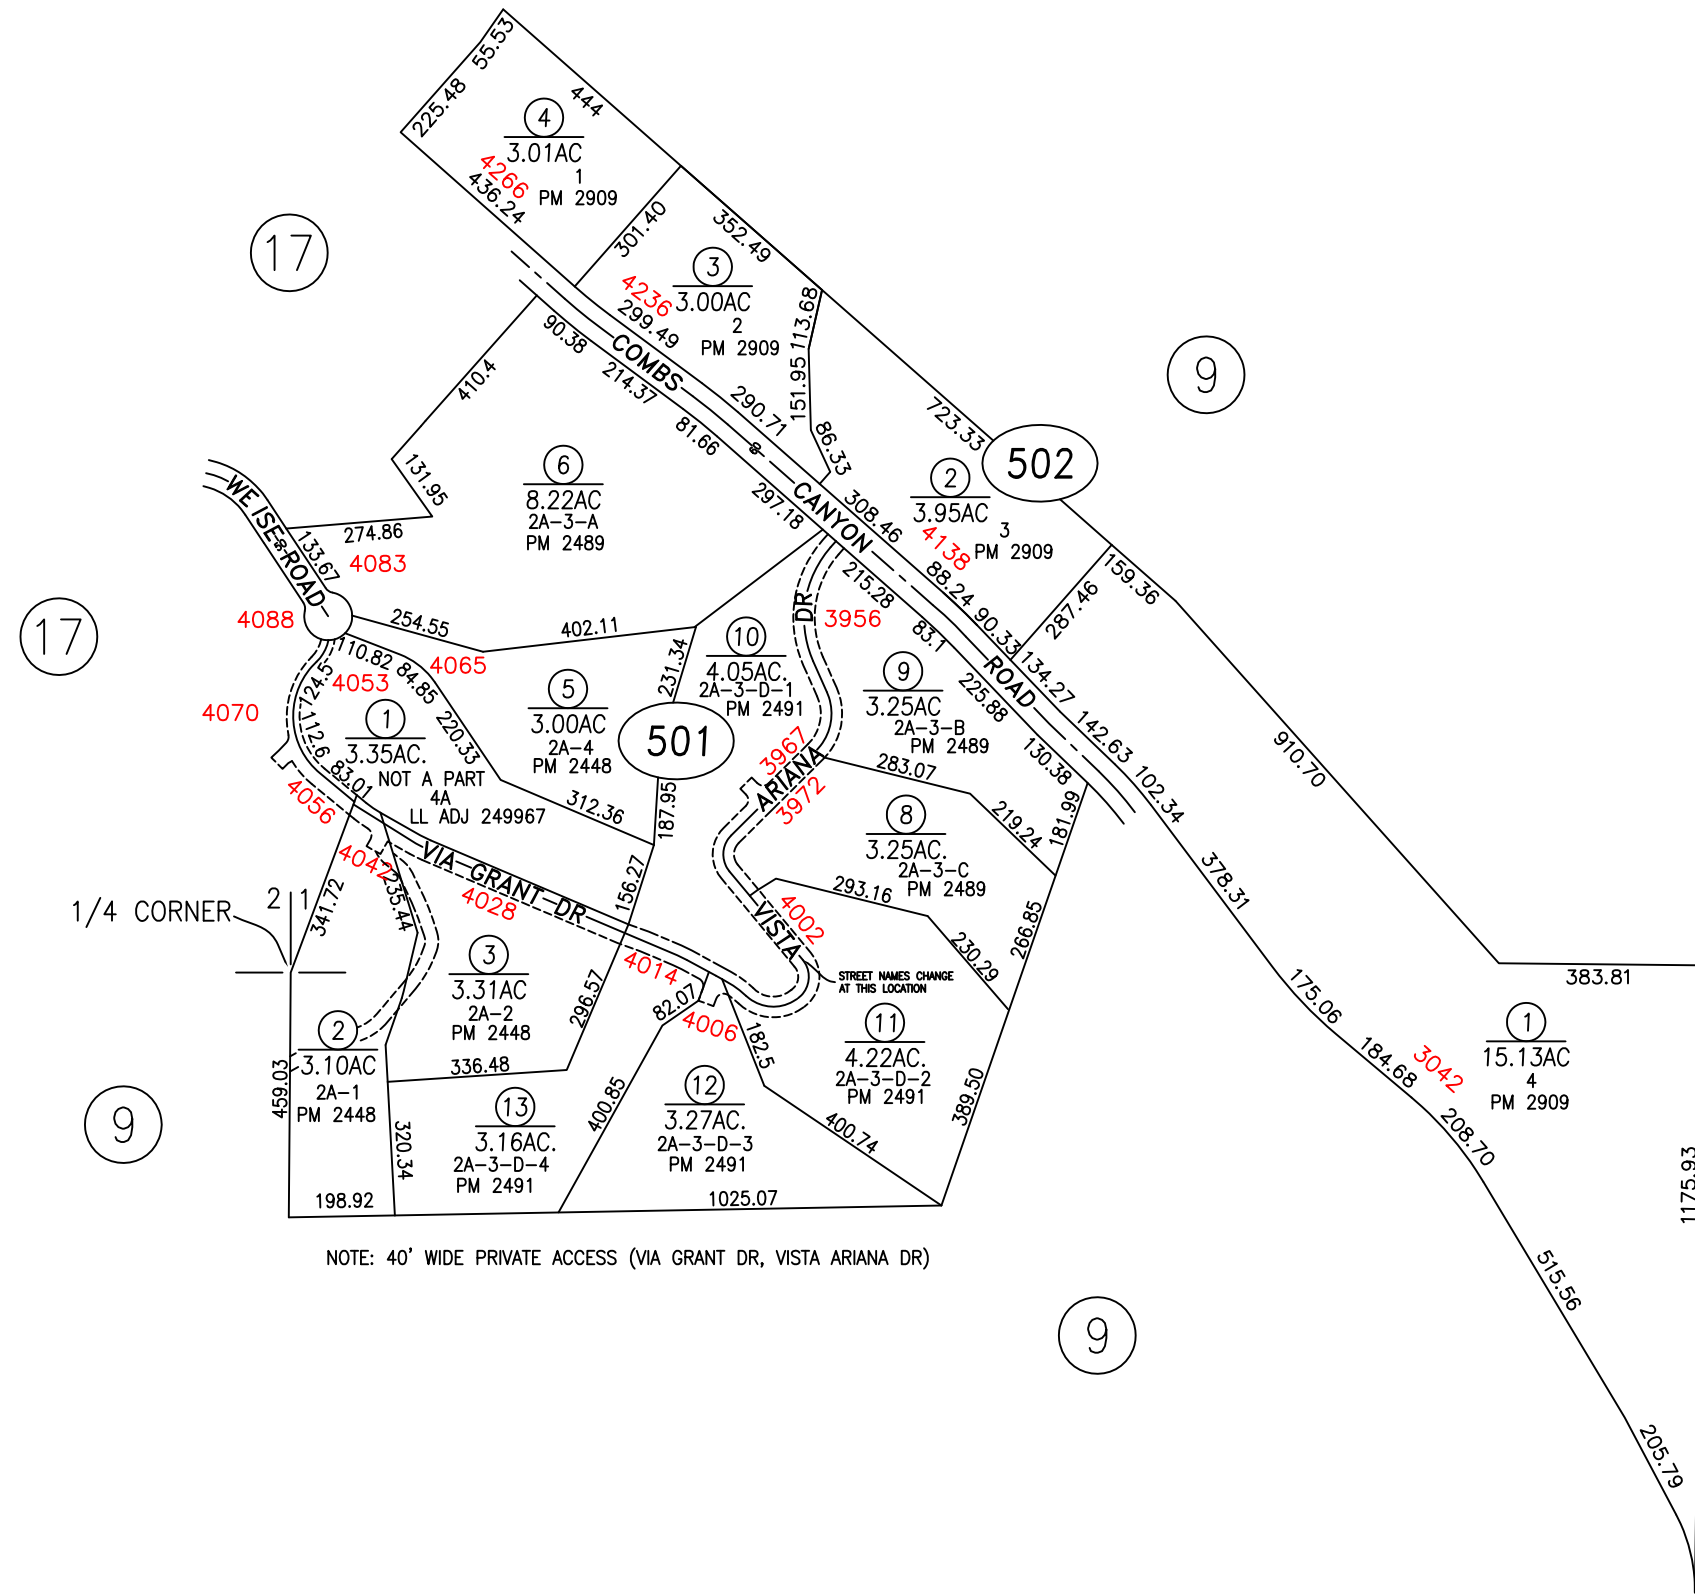 55.53
225.48
444
4
3.01AC
4266
1
PM 2909
436.24
301.40
352.49
17
3
3.00AC
4236
2
PM 2909
299.49
113.68
151.95
86.33
90.38
COMBS
214.37
290.71
81.66
8
297.18
CANYON
308.46
723.33
9
502
2
3.95AC
4138
3
PM 2909
159.36
287.46
88.24
90.33
410.4
131.95
6
8.22AC
2A-3-A
PM 2489
WEISE ROAD
8
274.86
133.67
4083
4088
17
254.55
402.11
110.82
4065
84.85
124.5
4053
4070
112.6
1
3.35AC.
NOT A PART
4A
LL ADJ 249967
220.33
83.01
4056
5
3.00AC
2A-4
PM 2448
312.36
231.34
501
187.95
156.27
10
4.05AC.
2A-3-D-1
PM 2491
DR
3956
215.28
83.1
ROAD
134.27
225.88
142.63
130.38
102.34
9
3.25AC
2A-3-B
PM 2489
3967
ARIANA
3972
283.07
219.24
181.99
8
3.25AC.
2A-3-C
PM 2489
293.16
266.85
4002
VISTA
230.29
STREET NAMES CHANGE
AT THIS LOCATION
378.31
910.70
383.81
4042
VIA GRANT DR
4028
235.44
341.72
1/4 CORNER
2 1
3
3.31AC
2A-2
PM 2448
296.57
4014
82.07
4006
182.5
11
4.22AC.
2A-3-D-2
PM 2491
389.50
175.06
184.68
3042
208.70
1
15.13AC
4
PM 2909
1175.93
2
3.10AC
2A-1
PM 2448
459.03
336.48
320.34
198.92
9
13
3.16AC.
2A-3-D-4
PM 2491
400.85
12
3.27AC.
2A-3-D-3
PM 2491
400.74
1025.07
NOTE: 40' WIDE PRIVATE ACCESS (VIA GRANT DR, VISTA ARIANA DR)
9
515.56
205.79